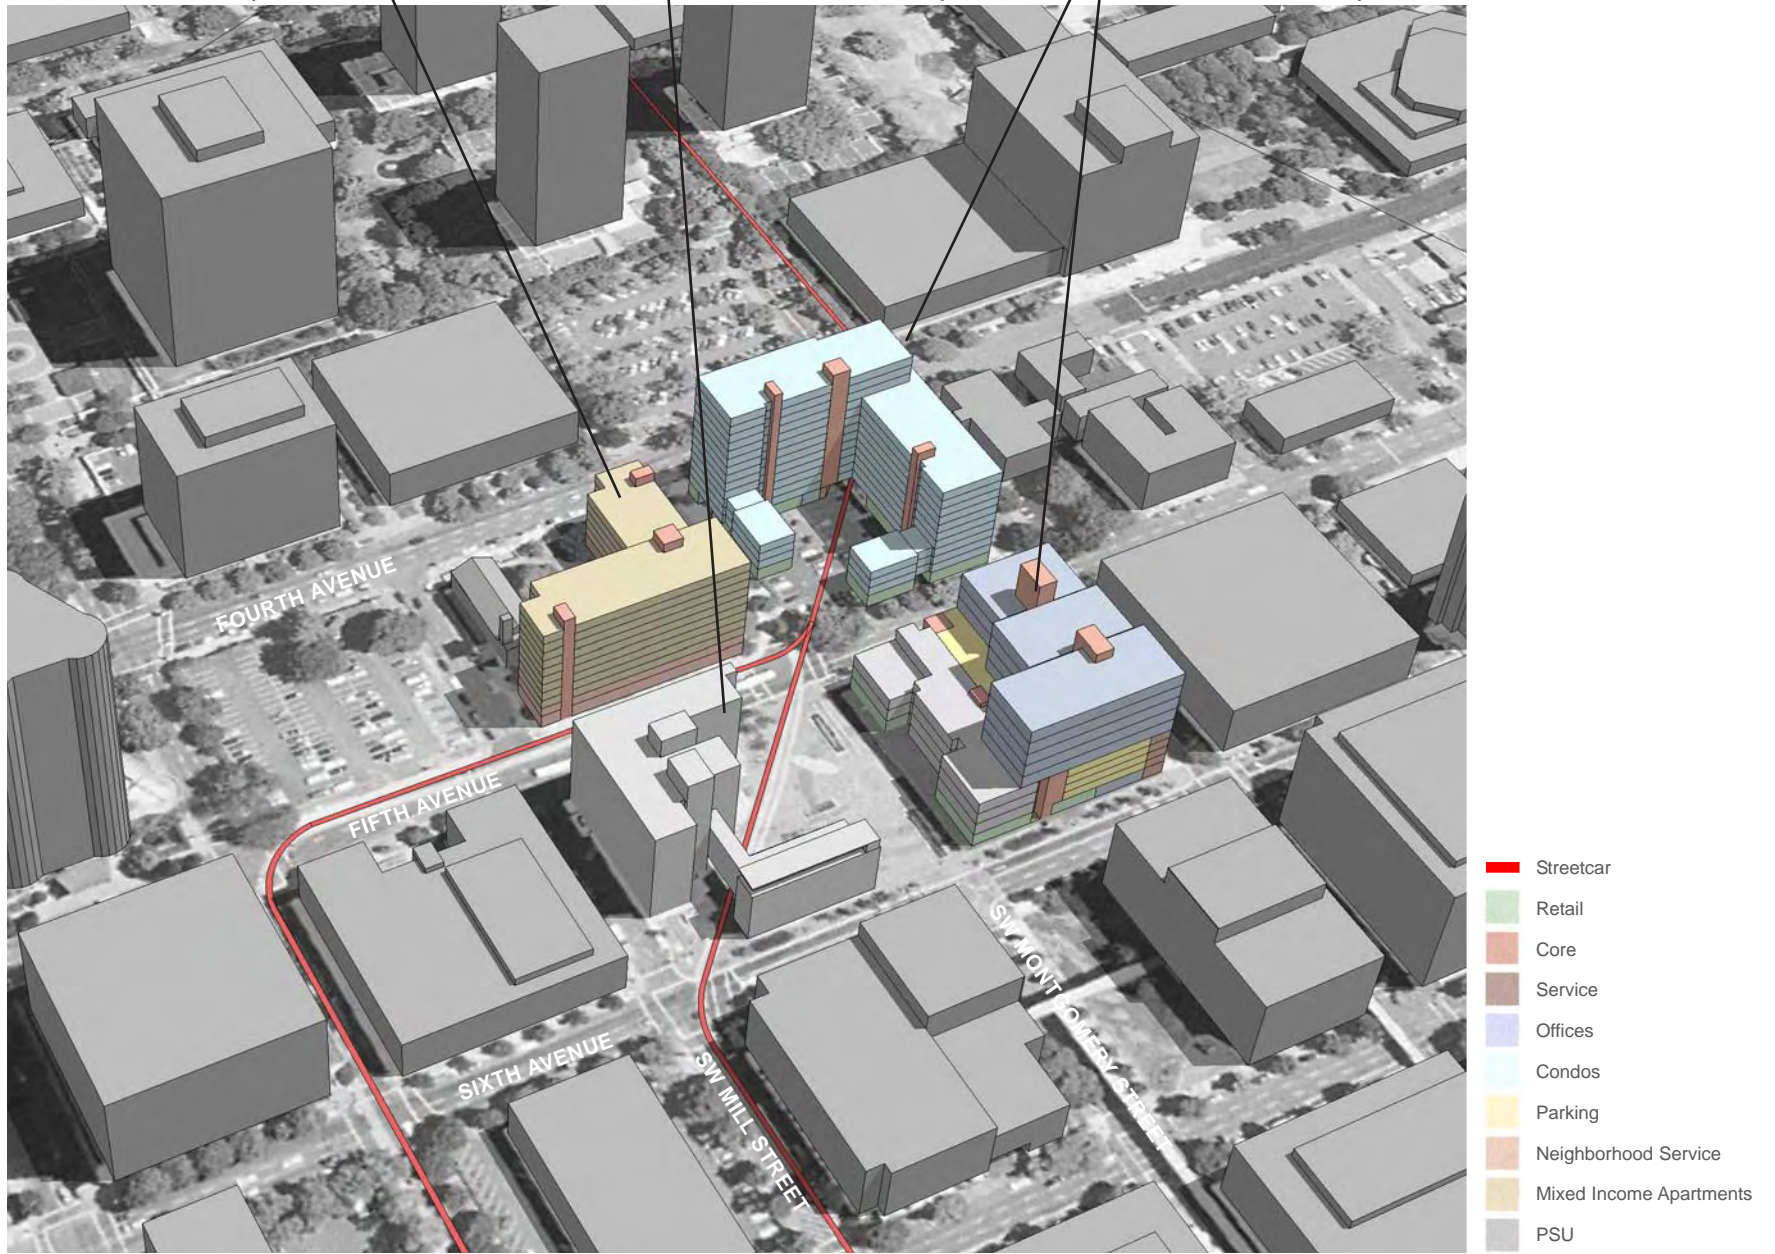 FOURTH AVENUE
FIFTH AVENUE
SIXTH AVENUE
SW MILL STREET
SW MONTGOMERY STREET
Streetcar
Retail
Core
Service
Offices
Condos
Parking
Neighborhood Service
Mixed Income Apartments
PSU